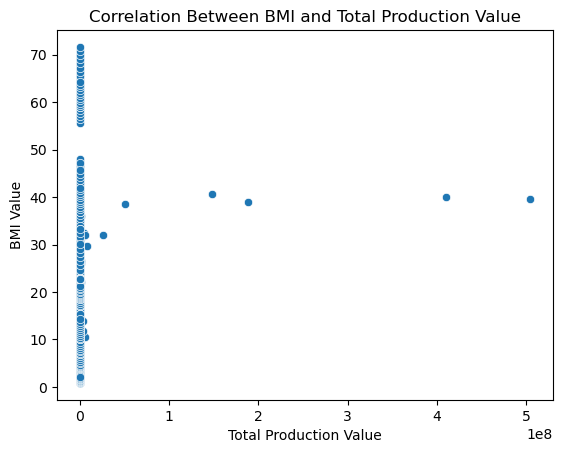 Correlation Between BMI and Total Production Value
70
60
50
40
30
20
10
0
BMI Value
0 1 2 3 4 5
1e8
Total Production Value